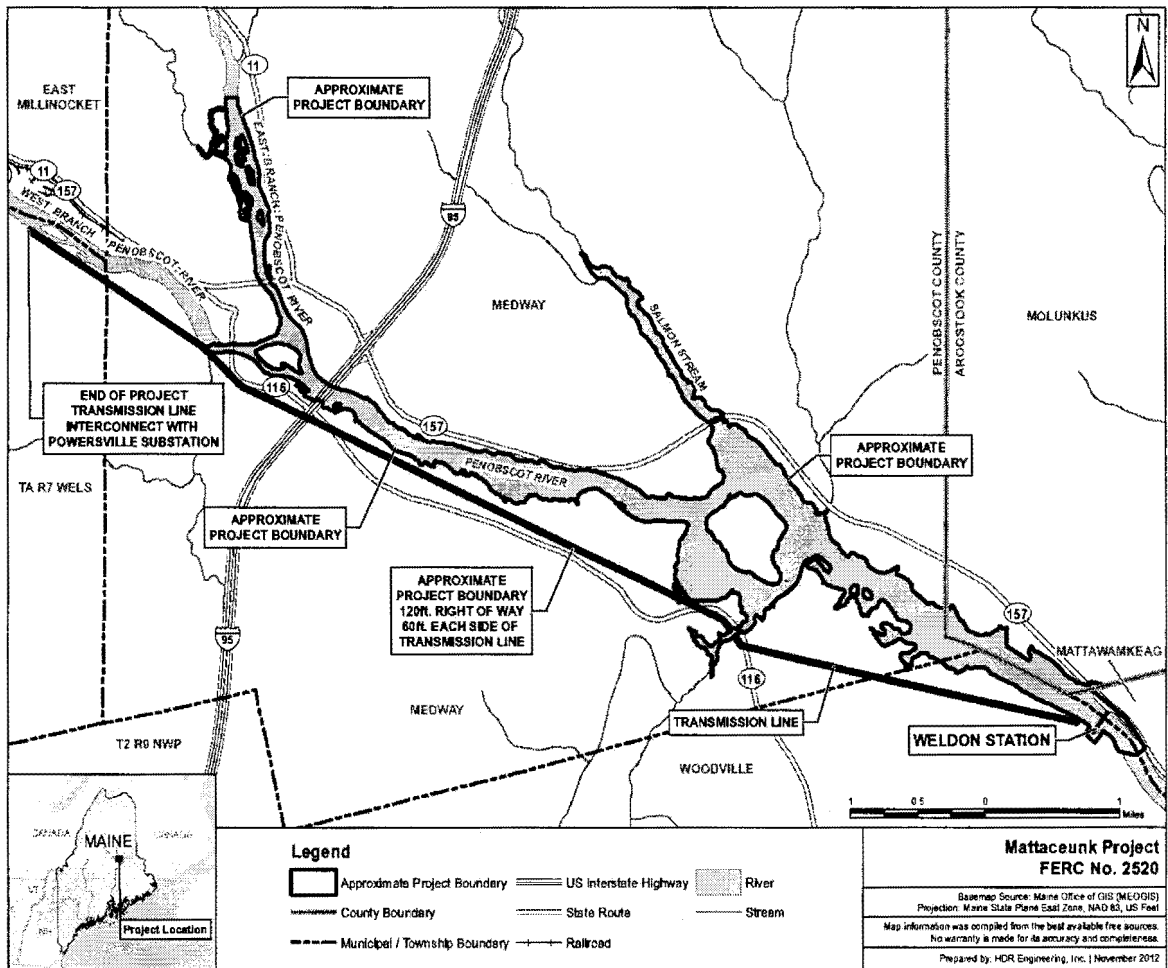 N
11
EAST
MILLINOCKET
APPROXIMATE
PROJECT BOUNDARY
EAST BRANCH PENOBSCOT RIVER
11
157
WEST BRANCH PENOBSCOT RIVER
95
MEDWAY
SALMON STREAM
PENOBSCOT COUNTY
AROOSTOOK COUNTY
MOLUNKUS
END OF PROJECT
TRANSMISSION LINE
INTERCONNECT WITH
POWERSVILLE SUBSTATION
116
157
APPROXIMATE
PROJECT BOUNDARY
PENOBSCOT RIVER
TA R7 WELS
APPROXIMATE
PROJECT BOUNDARY
APPROXIMATE
PROJECT BOUNDARY
120ft. RIGHT OF WAY
60ft. EACH SIDE OF
TRANSMISSION LINE
157
95
MATTAWAMKEAG
116
MEDWAY
TRANSMISSION LINE
WELDON STATION
T2 R9 NWP
WOODVILLE
1 0.5 0 1
Miles
CANADA
MAINE
CANADA
VT
NH
Project Location
Legend
Approximate Project Boundary
US Interstate Highway
River
County Boundary
State Route
Stream
Municipal / Township Boundary
Railroad
Mattaceunk Project
FERC No. 2520
Basemap Source: Maine Office of GIS (MEOGIS)
Projection: Maine State Plane East Zone, NAD 83, US Feet
Map information was compiled from the best available free sources.
No warranty is made for its accuracy and completeness.
Prepared by: HDR Engineering, Inc. | November 2012